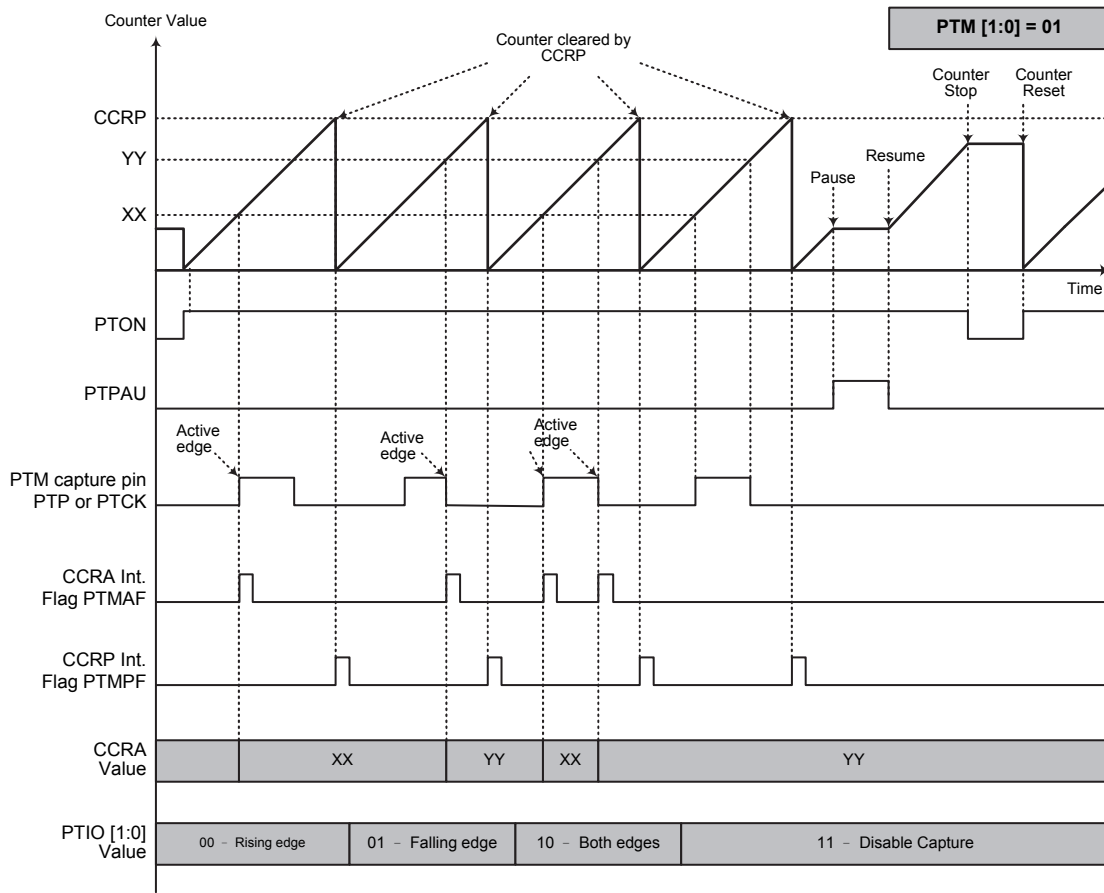 Counter Value
PTM [1:0] = 01
Counter cleared by
CCRP
Counter
Stop
Counter
Reset
CCRP
YY
Resume
Pause
XX
Time
PTON
PTPAU
Active
edge
Active
edge
Active
edge
PTM capture pin
PTP or PTCK
CCRA Int.
Flag PTMAF
CCRP Int.
Flag PTMPF
CCRA
Value
XX
YY
XX
YY
PTIO [1:0]
Value
00 – Rising edge
01 – Falling edge
10 – Both edges
11 – Disable Capture